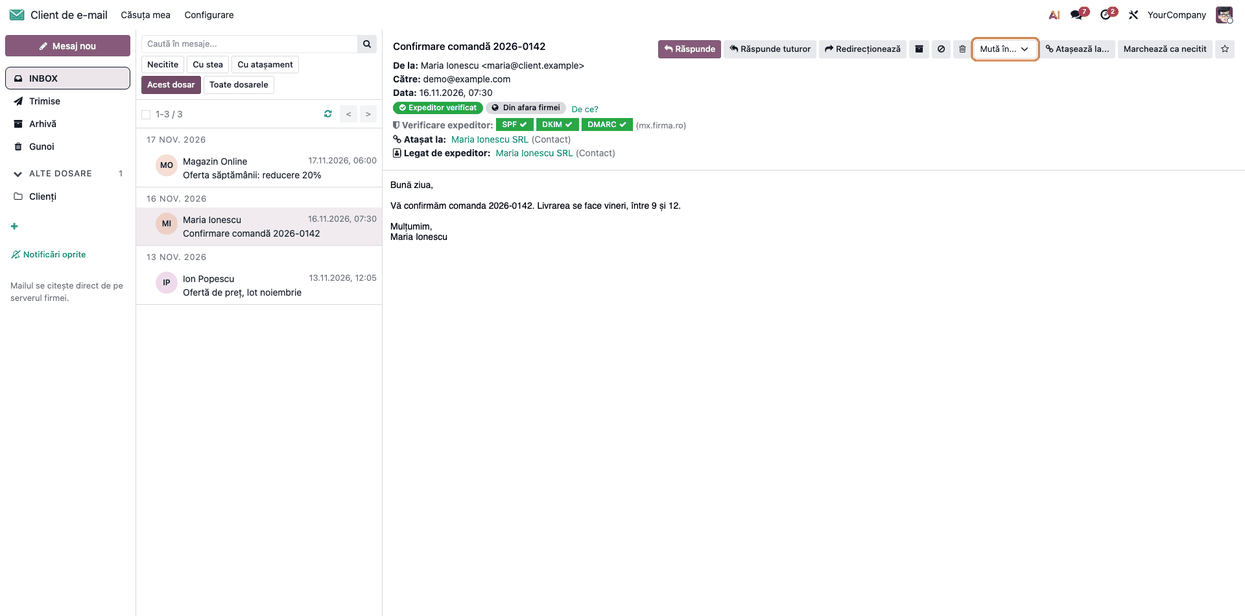 Client de e-mail
Căsuța mea
Configurare
AI
7
2
YourCompany
Mesaj nou
INBOX
Trimise
Arhivă
Gunoi
ALTE DOSARE 1
Clienți
+
Notificări oprite
Mailul se citește direct de pe
serverul firmei.
Caută în mesaje...
Necitite
Cu stea
Cu atașament
Acest dosar
Toate dosarele
1-3 / 3
< >
17 NOV. 2026
MO
Magazin Online 17.11.2026, 06:00
Oferta săptămânii: reducere 20%
16 NOV. 2026
MI
Maria Ionescu 16.11.2026, 07:30
Confirmare comandă 2026-0142
13 NOV. 2026
IP
Ion Popescu 13.11.2026, 12:05
Ofertă de preț, lot noiembrie
Confirmare comandă 2026-0142
Răspunde
Răspunde tuturor
Redirecționează
Mută în...
Atașează la...
Marchează ca necitit
De la: Maria Ionescu <maria@client.example>
Către: demo@example.com
Data: 16.11.2026, 07:30
Expeditor verificat
Din afara firmei
De ce?
Verificare expeditor: SPF ✓ DKIM ✓ DMARC ✓ (mx.firma.ro)
Atașat la: Maria Ionescu SRL (Contact)
Legat de expeditor: Maria Ionescu SRL (Contact)
Bună ziua,
Vă confirmăm comanda 2026-0142. Livrarea se face vineri, între 9 și 12.
Mulțumim,
Maria Ionescu